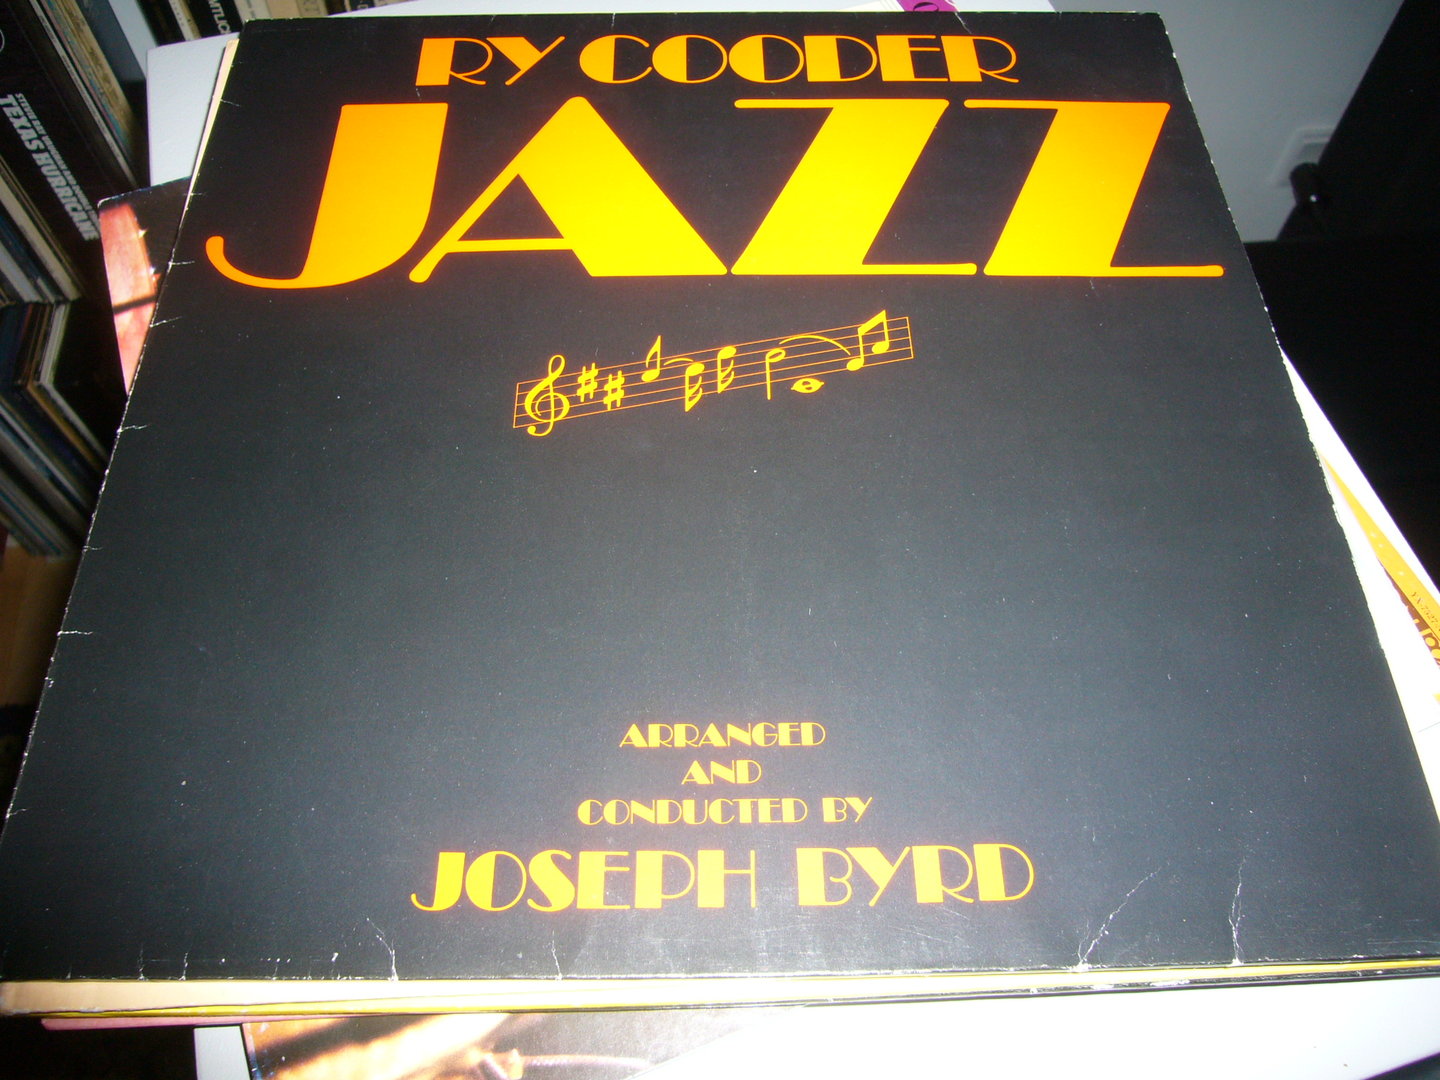 RY COODER
JAZZ
ARRANGED
AND
CONDUCTED BY
JOSEPH BYRD
TEXAS HURRICANE